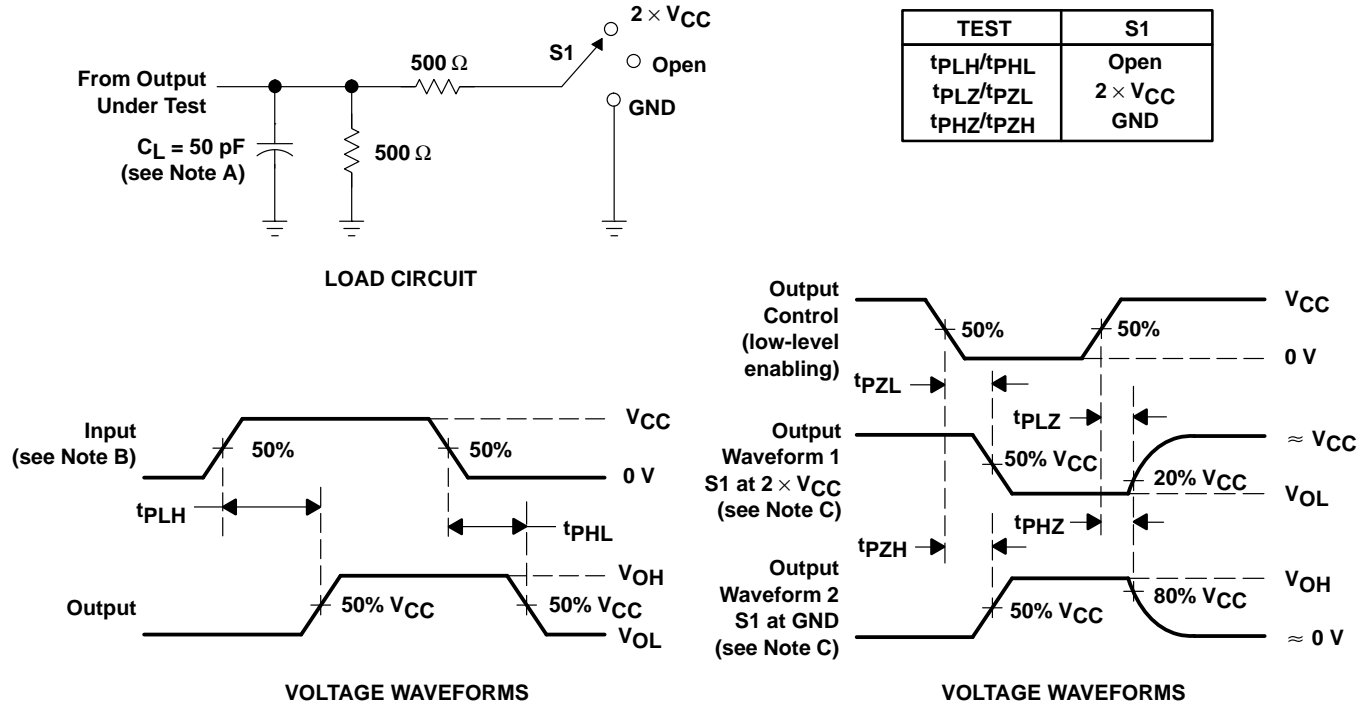 2 × VCC
S1
Open
GND
500 Ω
From Output
Under Test
CL = 50 pF
(see Note A)
500 Ω
LOAD CIRCUIT
TEST S1
tPLH/tPHL Open
tPLZ/tPZL 2 × VCC
tPHZ/tPZH GND
Input
(see Note B)
50%
50%
VCC
0 V
tPLH
tPHL
Output
50% VCC
50% VCC
VOH
VOL
VOLTAGE WAVEFORMS
Output
Control
(low-level
enabling)
50%
50%
VCC
0 V
tPZL
tPLZ
Output
Waveform 1
S1 at 2 × VCC
(see Note C)
50% VCC
20% VCC
≈ VCC
VOL
tPZH
tPHZ
Output
Waveform 2
S1 at GND
(see Note C)
50% VCC
80% VCC
VOH
≈ 0 V
VOLTAGE WAVEFORMS